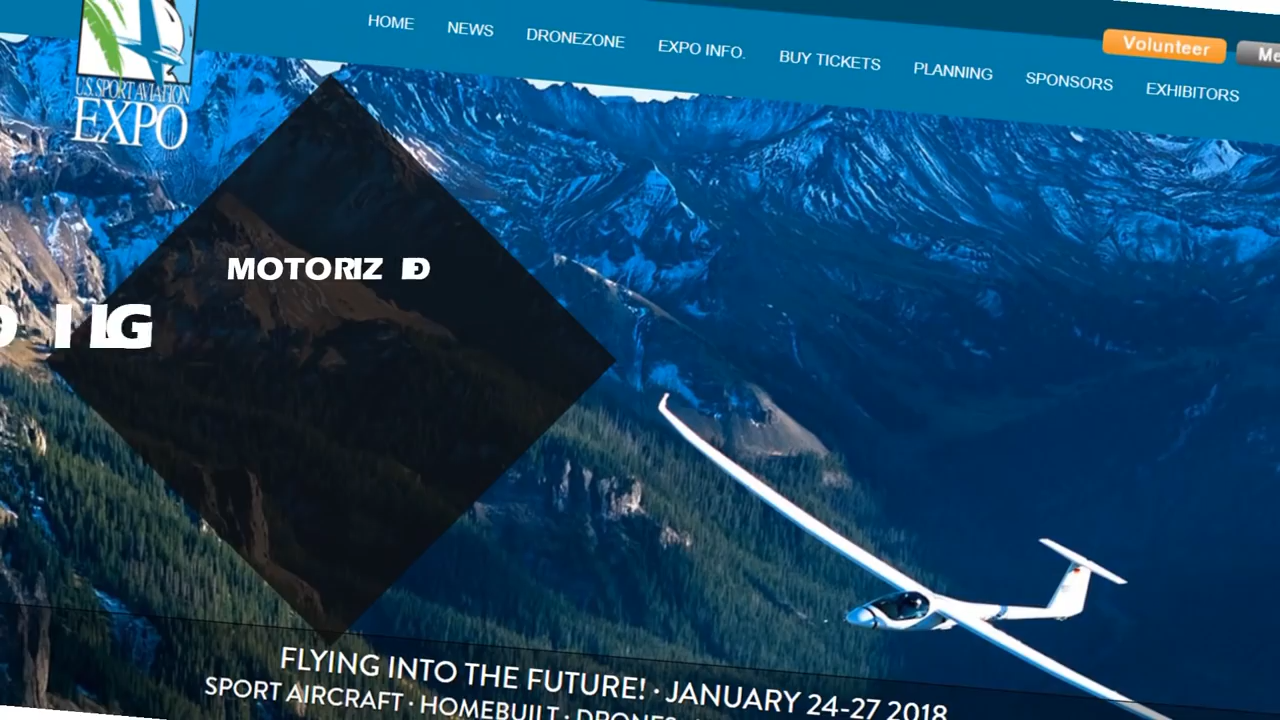 HOME NEWS DRONEZONE EXPO INFO. BUY TICKETS PLANNING SPONSORS EXHIBITORS
Volunteer
U.S. SPORT AVIATION
EXPO
FLYING INTO THE FUTURE! · JANUARY 24-27 2018
SPORT AIRCRAFT · HOMEBUILT · DRONES